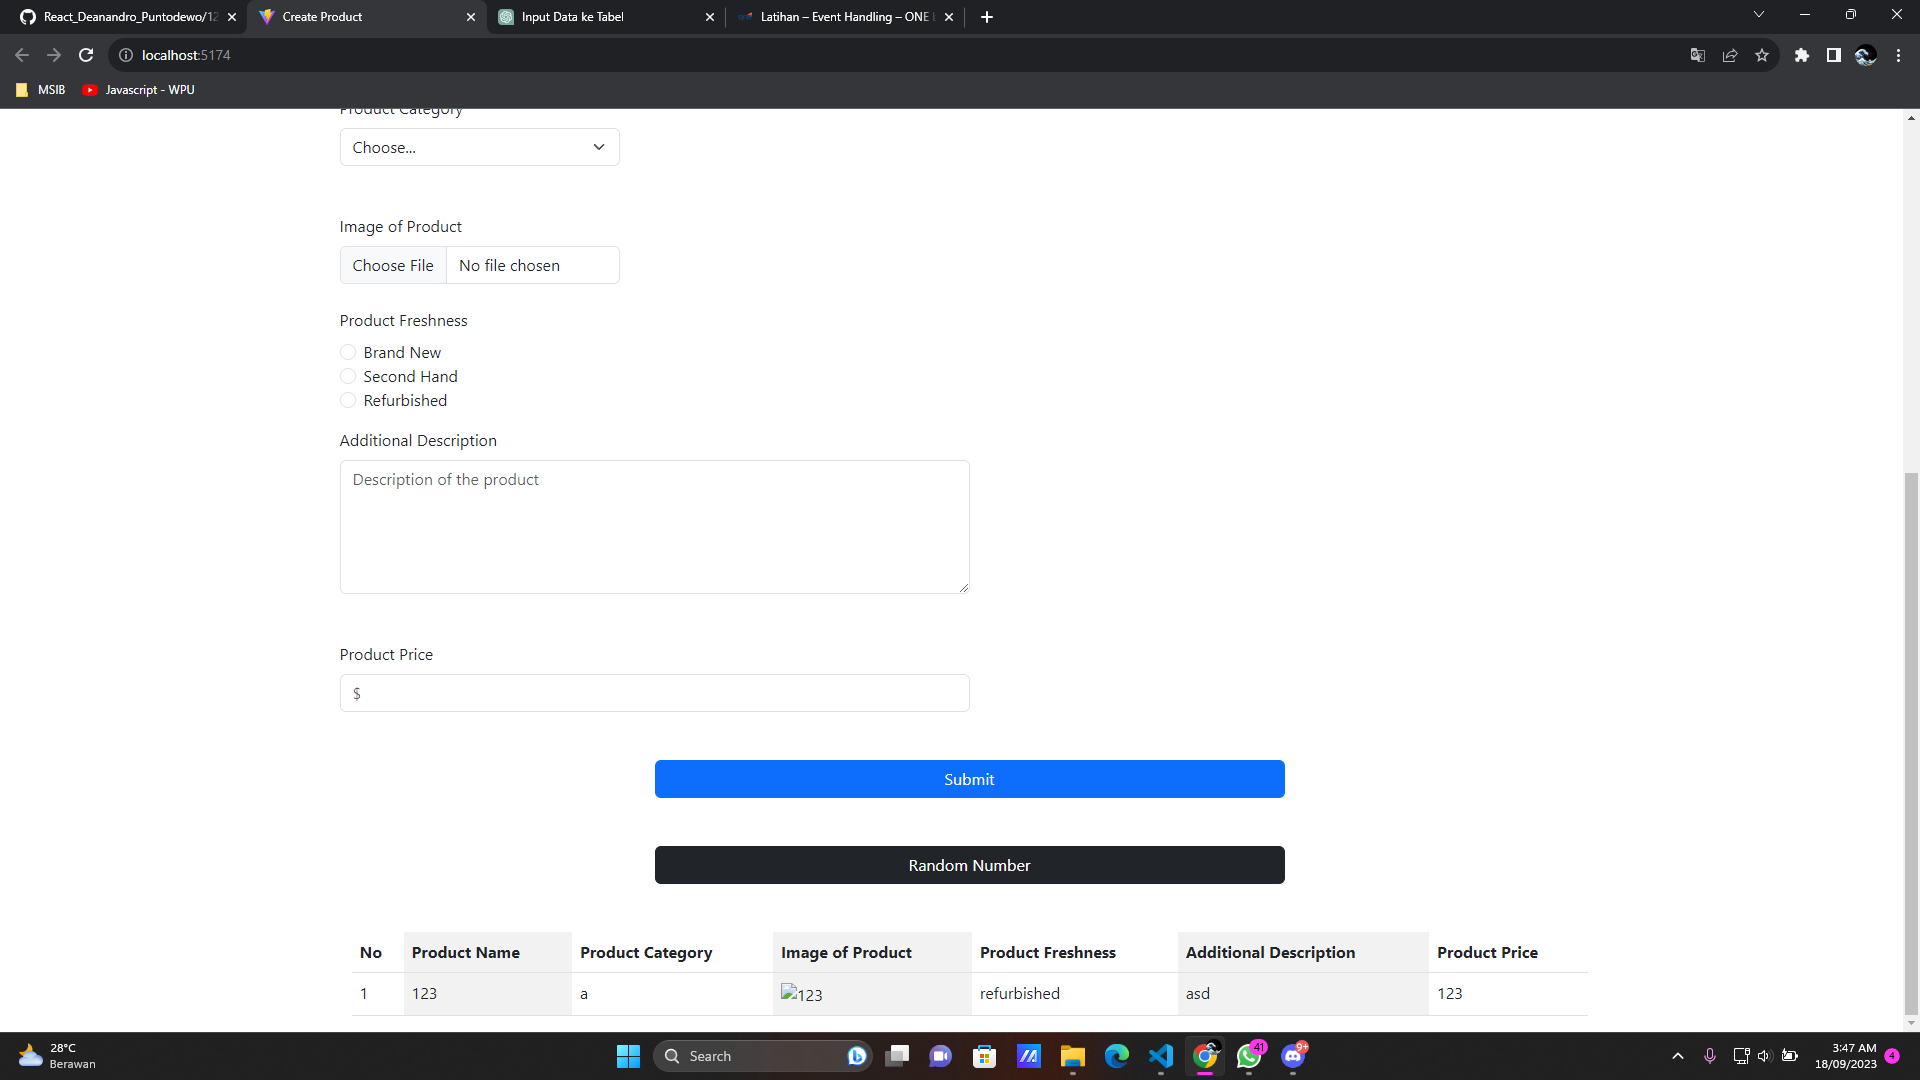 React_Deanandro_Puntodewo/12
Create Product
Input Data ke Tabel
Latihan – Event Handling – ONE
localhost:5174
MSIB
Javascript - WPU
Product Category
Choose...
Image of Product
Choose File
No file chosen
Product Freshness
Brand New
Second Hand
Refurbished
Additional Description
Description of the product
Product Price
$
Submit
Random Number
No Product Name Product Category Image of Product Product Freshness Additional Description Product Price
1 123 a 123 refurbished asd 123
28°C
Berawan
Search
41
9+
3:47 AM
18/09/2023
4